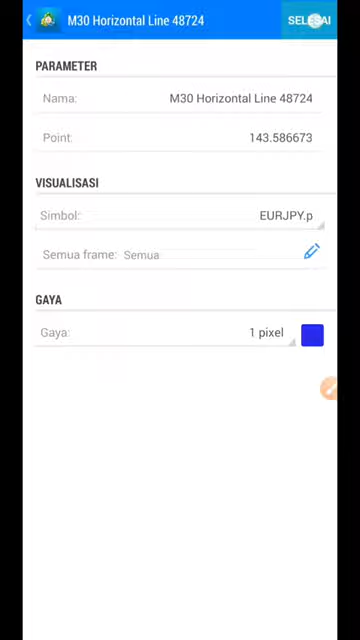 M30 Horizontal Line 48724 SELESAI
PARAMETER
Nama: M30 Horizontal Line 48724
Point: 143.586673
VISUALISASI
Simbol: EURJPY.p
Semua frame: Semua
GAYA
Gaya: 1 pixel